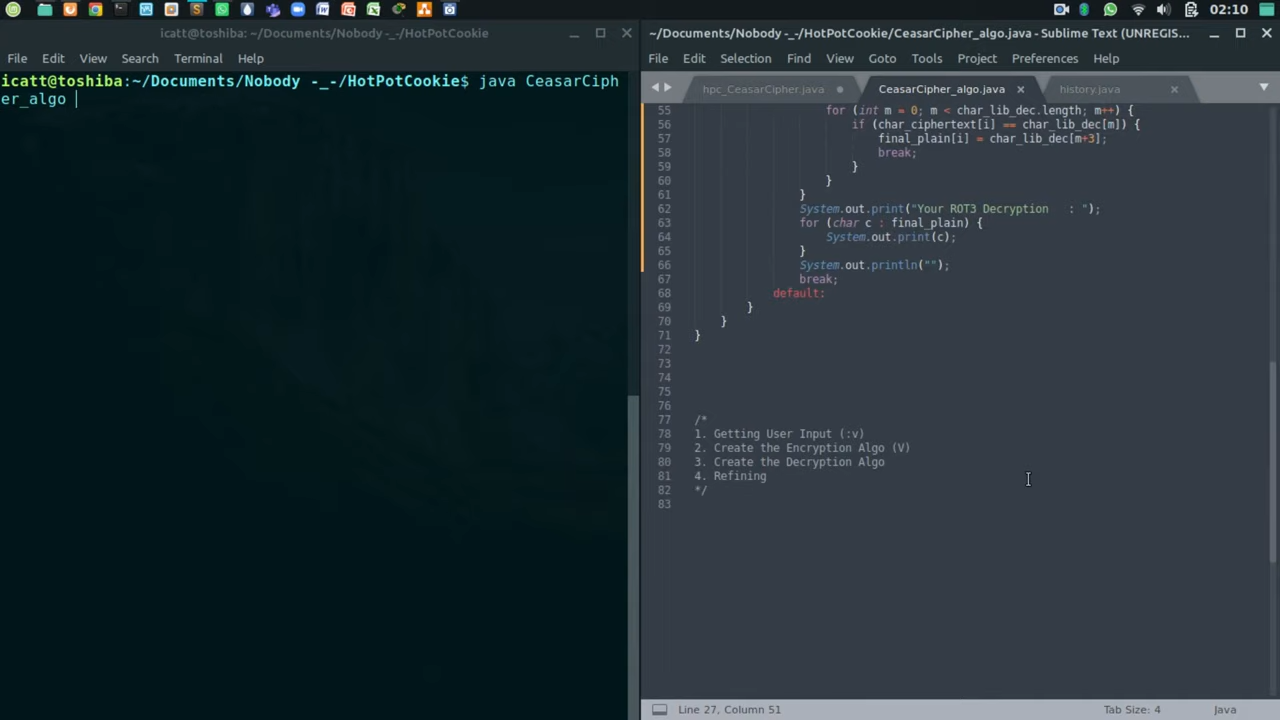 02:10
icatt@toshiba: ~/Documents/Nobody -_-/HotPotCookie
File Edit View Search Terminal Help
icatt@toshiba:~/Documents/Nobody -_-/HotPotCookie$ java CeasarCiph
er_algo
~/Documents/Nobody -_-/HotPotCookie/CeasarCipher_algo.java - Sublime Text (UNREGIS...
File Edit Selection Find View Goto Tools Project Preferences Help
hpc_CeasarCipher.java CeasarCipher_algo.java history.java
55 for (int m = 0; m < char_lib_dec.length; m++) {
56 if (char_ciphertext[i] == char_lib_dec[m]) {
57 final_plain[i] = char_lib_dec[m+3];
58 break;
59 }
60 }
61 }
62 System.out.print("Your ROT3 Decryption   : ");
63 for (char c : final_plain) {
64 System.out.print(c);
65 }
66 System.out.println("");
67 break;
68 default:
69 }
70 }
71 }
72
73
74
75
76
77 /*
78 1. Getting User Input (:v)
79 2. Create the Encryption Algo (V)
80 3. Create the Decryption Algo
81 4. Refining
82 */
83
Line 27, Column 51 Tab Size: 4 Java